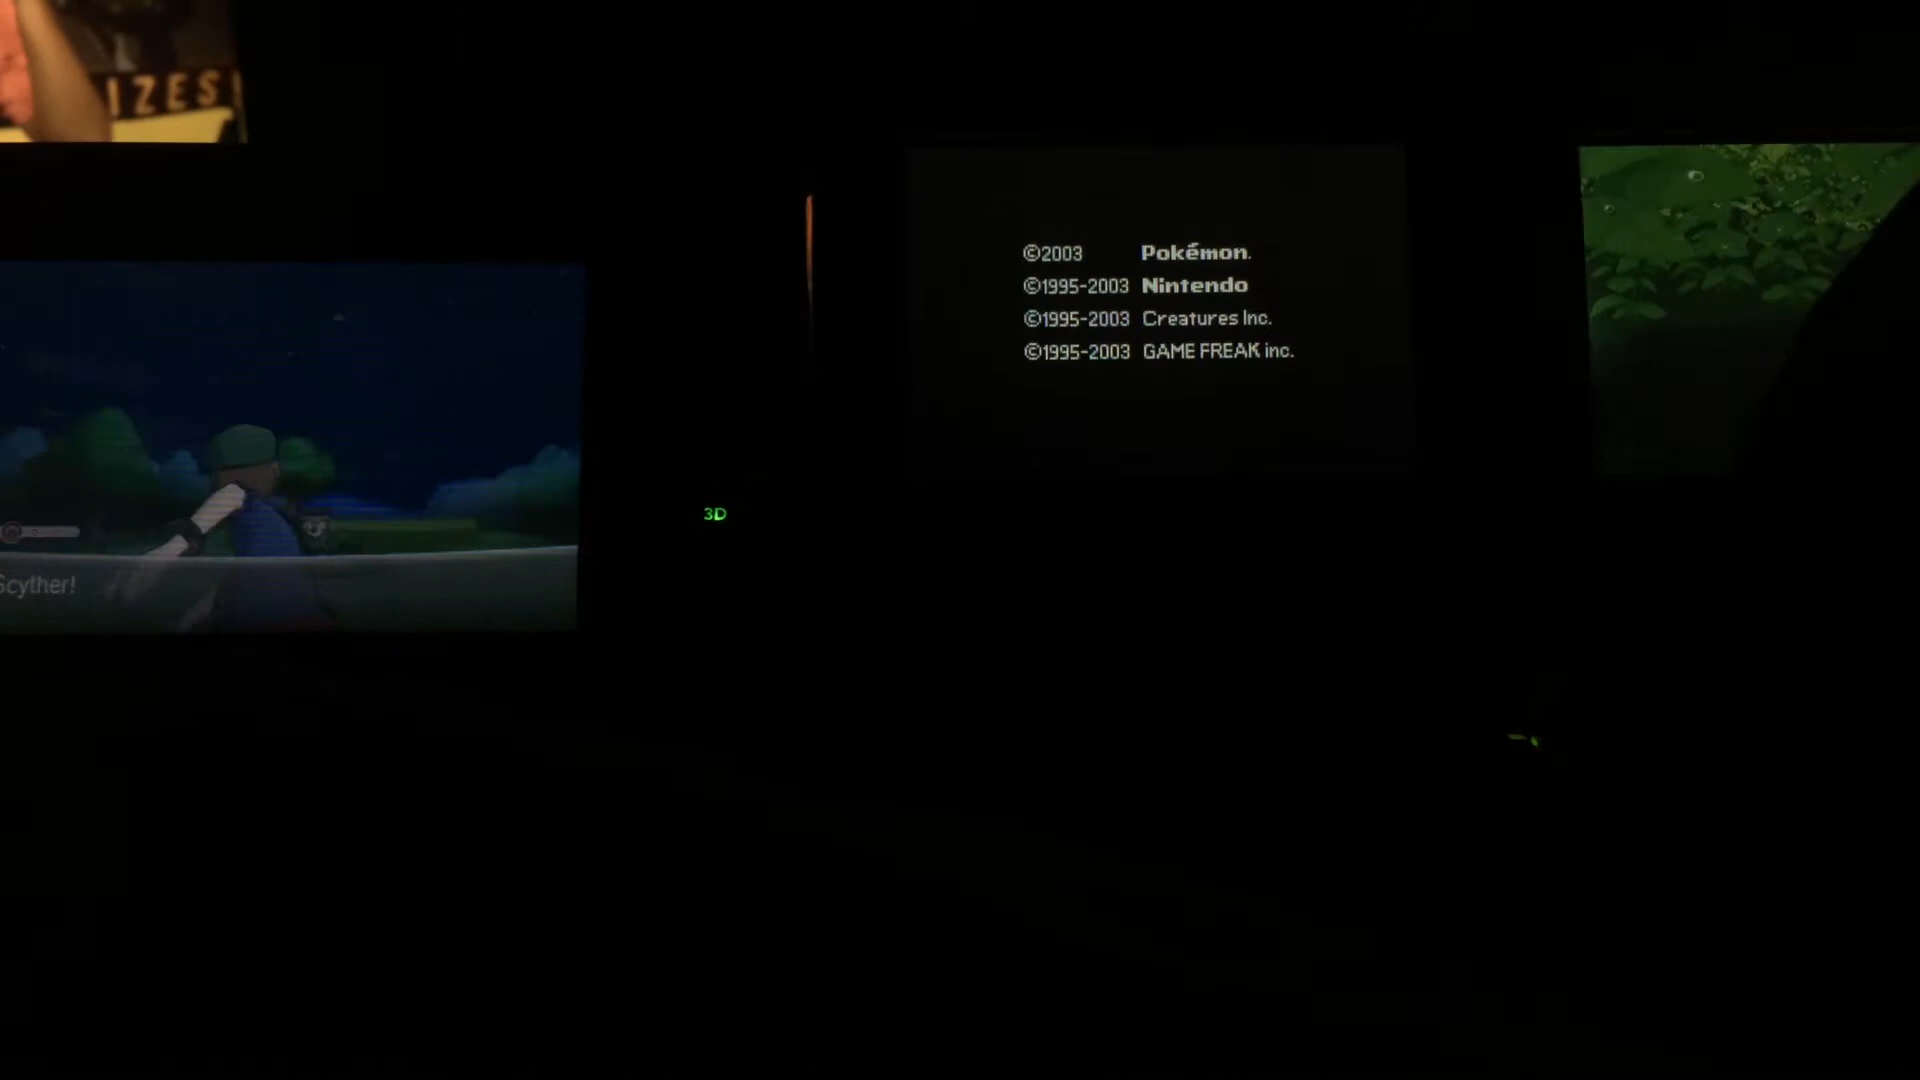 IZES!
©2003 Pokémon.
©1995-2003 Nintendo
©1995-2003 Creatures Inc.
©1995-2003 GAME FREAK inc.
3D
Scyther!